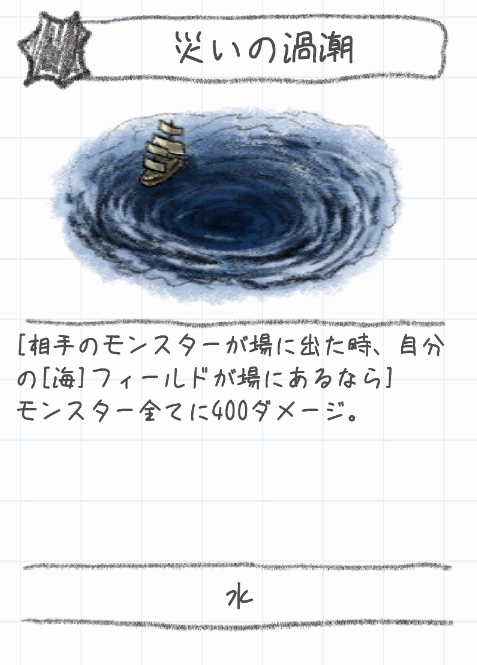 災いの渦潮
[相手のモンスターが場に出た時、自分
の[海]フィールドが場にあるなら]
モンスター全てに400ダメージ。
水